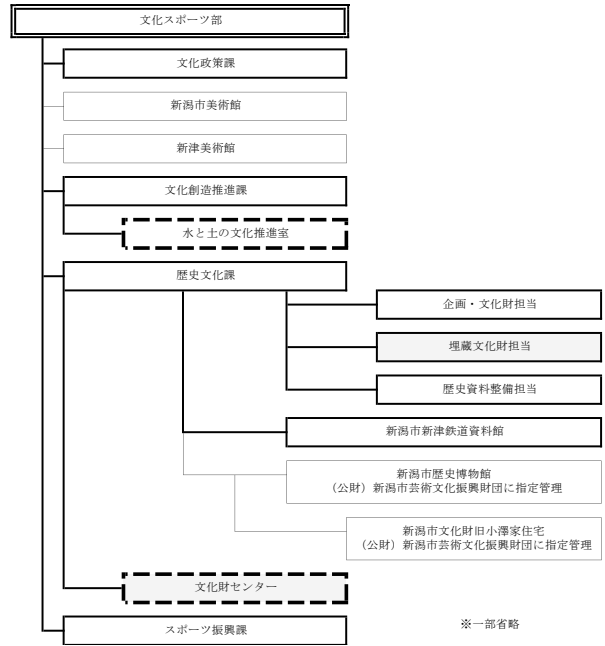 文化スポーツ部
文化政策課
新潟市美術館
新津美術館
文化創造推進課
水と土の文化推進室
歴史文化課
企画・文化財担当
埋蔵文化財担当
歴史資料整備担当
新潟市新津鉄道資料館
新潟市歴史博物館
(公財)新潟市芸術文化振興財団に指定管理
新潟市文化財旧小澤家住宅
(公財)新潟市芸術文化振興財団に指定管理
文化財センター
スポーツ振興課
※一部省略